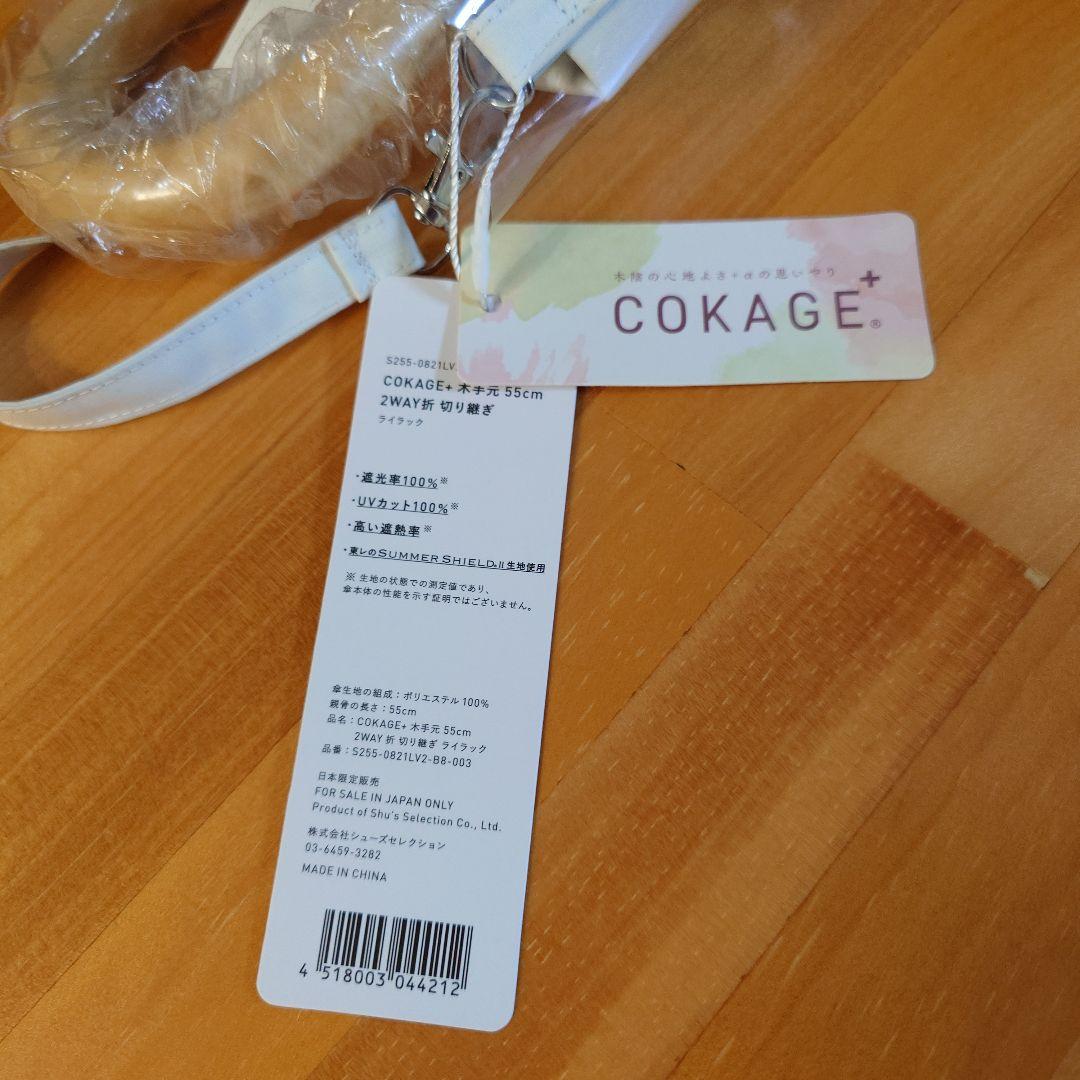 木陰の心地よさ+αの思いやり
COKAGE+®
S255-0821LV
COKAGE+ 木手元 55cm
2WAY折 切り継ぎ
ライラック
・遮光率100%※
・UVカット100%※
・高い遮熱率※
・東レのSUMMER SHIELD®II生地使用
※ 生地の状態での測定値であり、
傘本体の性能を示す証明ではございません。
傘生地の組成：ポリエステル100%
親骨の長さ：55cm
品名：COKAGE+ 木手元 55cm
2WAY 折 切り継ぎ ライラック
品番：S255-0821LV2-B8-003
日本限定販売
FOR SALE IN JAPAN ONLY
Product of Shu's Selection Co., Ltd.
株式会社シューズセレクション
03-6459-3282
MADE IN CHINA
4 518003 044212